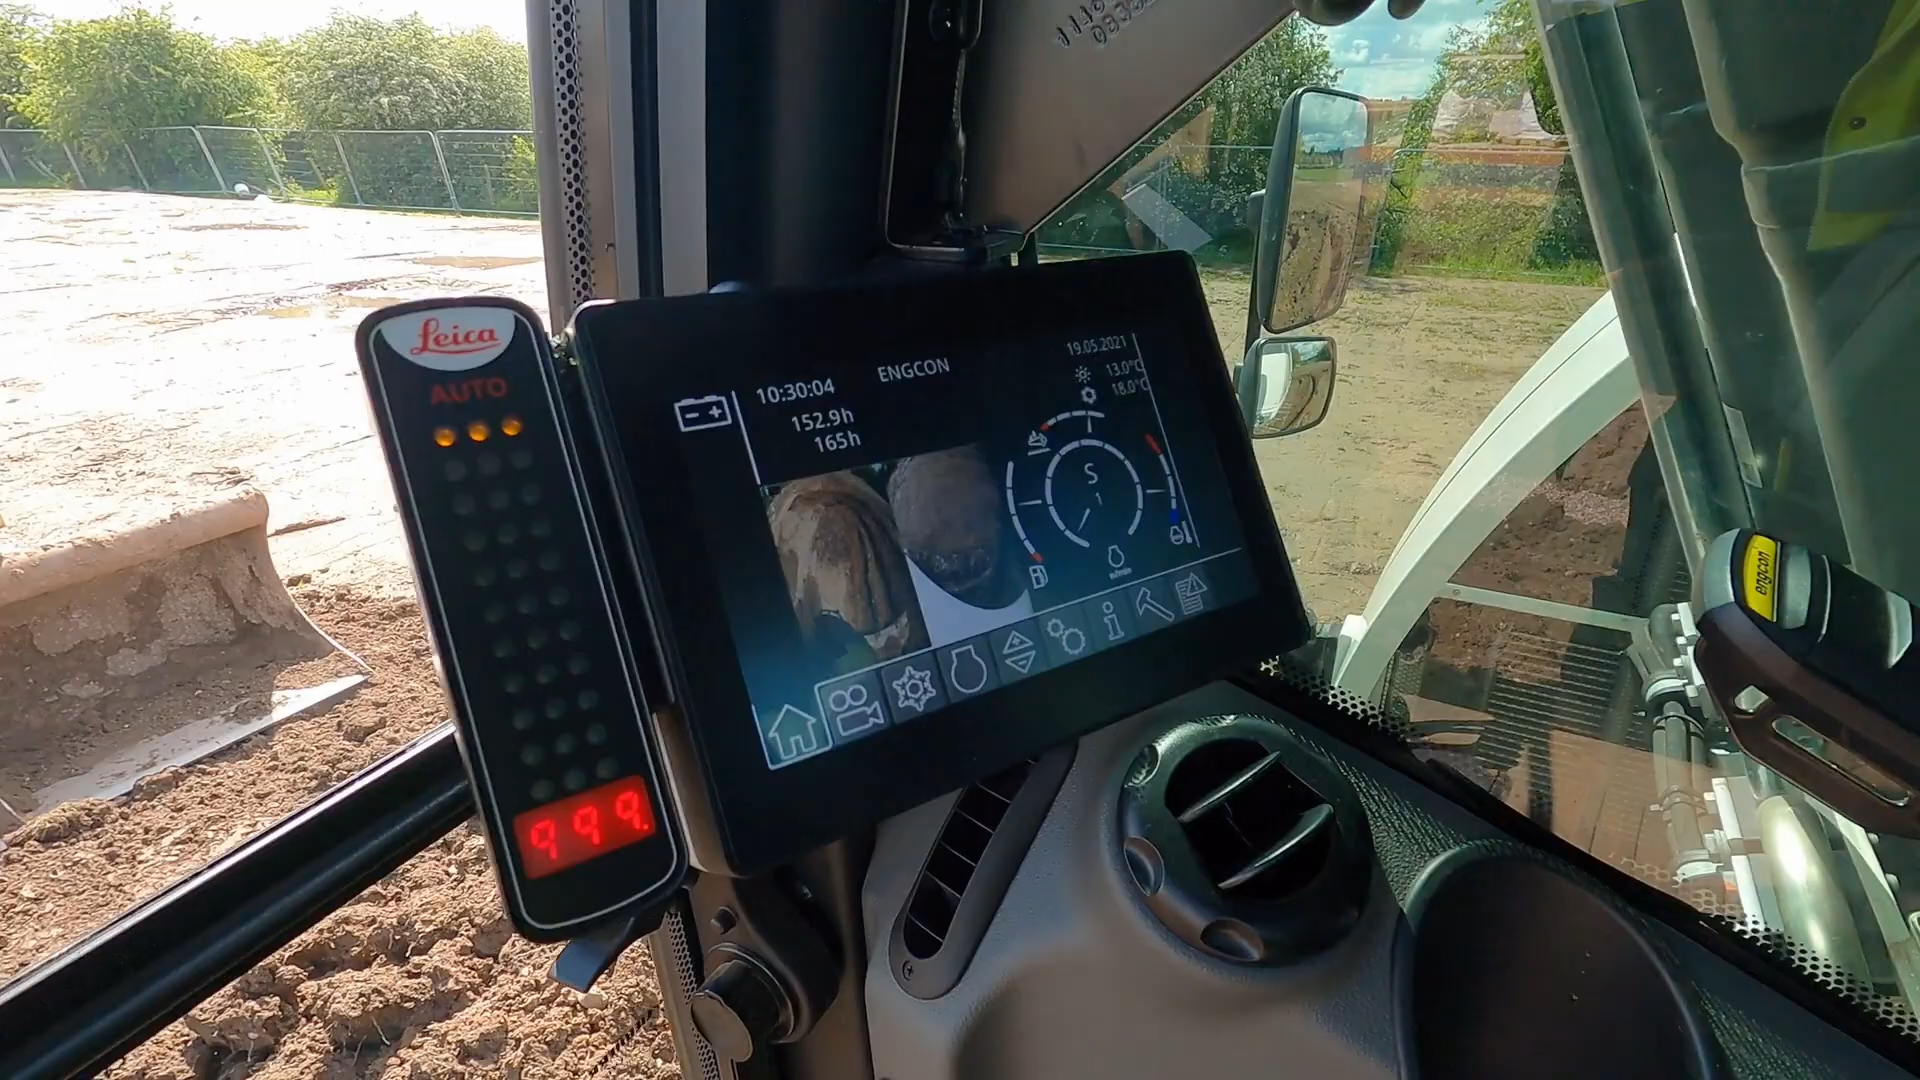 Leica
AUTO
999.
10:30:04
152.9h
165h
ENGCON
19.05.2021
13.0°C
18.0°C
S
1
engcon